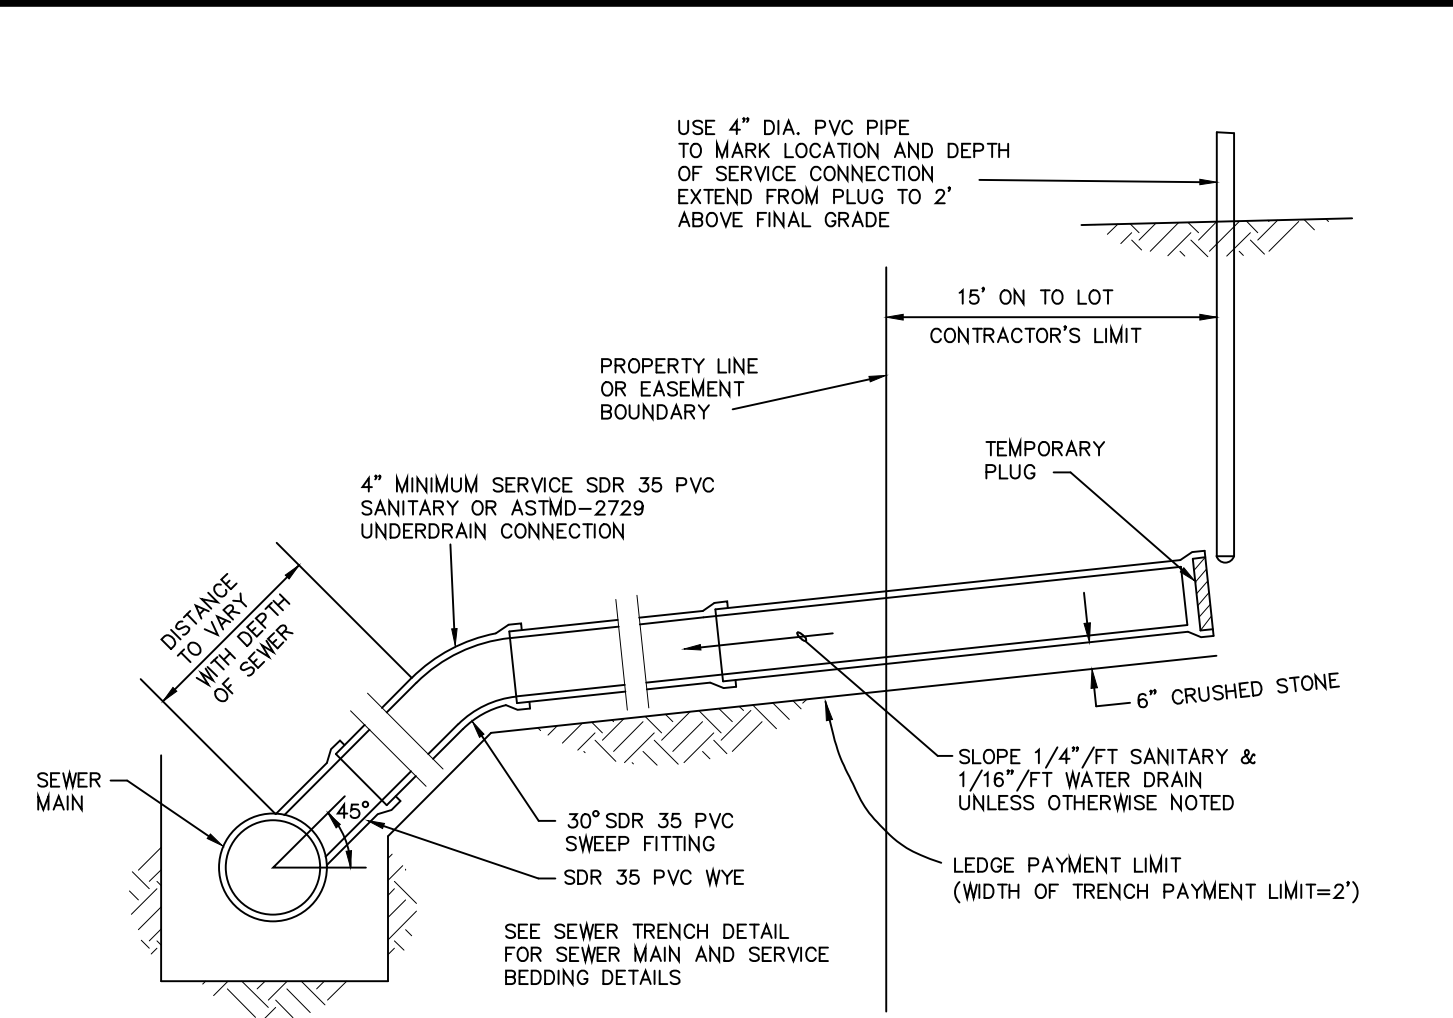 USE 4" DIA. PVC PIPE
TO MARK LOCATION AND DEPTH
OF SERVICE CONNECTION
EXTEND FROM PLUG TO 2'
ABOVE FINAL GRADE
15' ON TO LOT
CONTRACTOR'S LIMIT
PROPERTY LINE
OR EASEMENT
BOUNDARY
TEMPORARY
PLUG
4" MINIMUM SERVICE SDR 35 PVC
SANITARY OR ASTMD-2729
UNDERDRAIN CONNECTION
DISTANCE
TO VARY
WITH DEPTH
OF SEWER
6" CRUSHED STONE
SEWER
MAIN
45°
SLOPE 1/4"/FT SANITARY &
1/16"/FT WATER DRAIN
UNLESS OTHERWISE NOTED
30° SDR 35 PVC
SWEEP FITTING
SDR 35 PVC WYE
LEDGE PAYMENT LIMIT
(WIDTH OF TRENCH PAYMENT LIMIT=2')
SEE SEWER TRENCH DETAIL
FOR SEWER MAIN AND SERVICE
BEDDING DETAILS